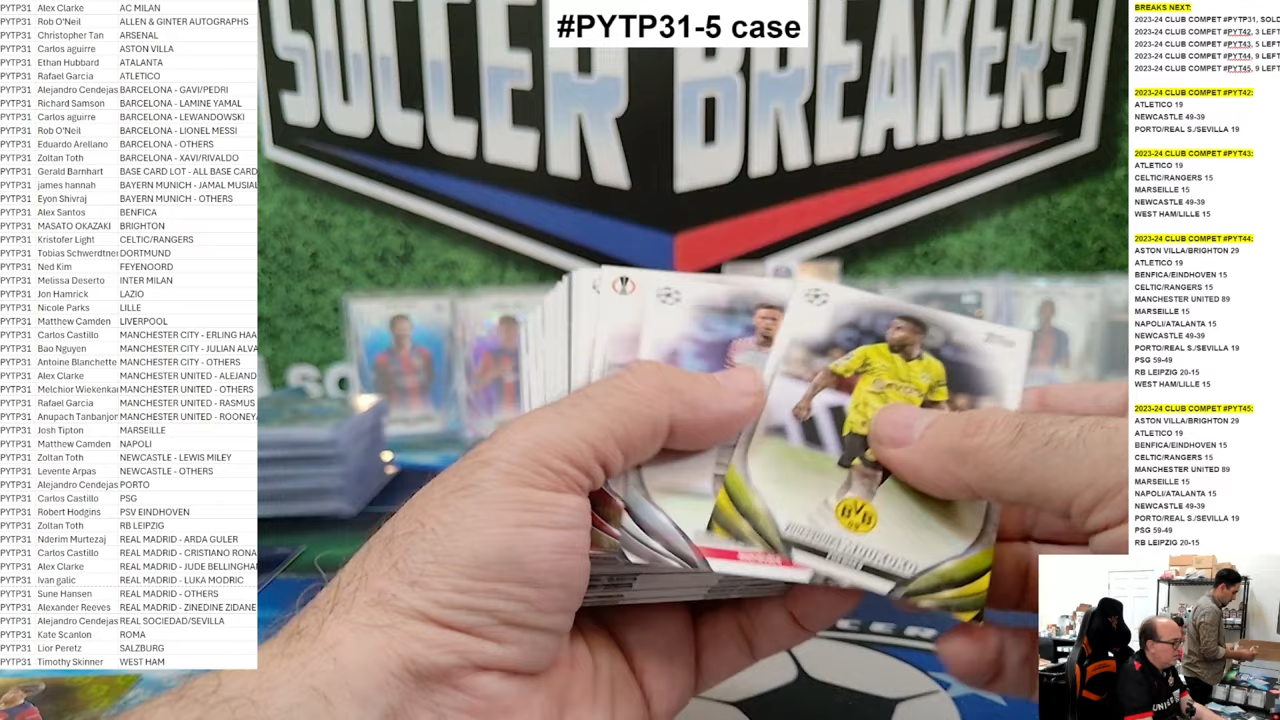 #PYTP31-5 case
SOCCER BREAKERS
PYTP31 Alex Clarke AC MILAN
PYTP31 Rob O'Neil ALLEN & GINTER AUTOGRAPHS
PYTP31 Christopher Tan ARSENAL
PYTP31 Carlos aguirre ASTON VILLA
PYTP31 Ethan Hubbard ATALANTA
PYTP31 Rafael Garcia ATLETICO
PYTP31 Alejandro Cendejas BARCELONA - GAVI/PEDRI
PYTP31 Richard Samson BARCELONA - LAMINE YAMAL
PYTP31 Carlos aguirre BARCELONA - LEWANDOWSKI
PYTP31 Rob O'Neil BARCELONA - LIONEL MESSI
PYTP31 Eduardo Arellano BARCELONA - OTHERS
PYTP31 Zoltan Toth BARCELONA - XAVI/RIVALDO
PYTP31 Gerald Barnhart BASE CARD LOT - ALL BASE CARD
PYTP31 james hannah BAYERN MUNICH - JAMAL MUSIAL
PYTP31 Eyon Shivraj BAYERN MUNICH - OTHERS
PYTP31 Alex Santos BENFICA
PYTP31 MASATO OKAZAKI BRIGHTON
PYTP31 Kristofer Light CELTIC/RANGERS
PYTP31 Tobias Schwerdtner DORTMUND
PYTP31 Ned Kim FEYENOORD
PYTP31 Melissa Deserto INTER MILAN
PYTP31 Jon Hamrick LAZIO
PYTP31 Nicole Parks LILLE
PYTP31 Matthew Camden LIVERPOOL
PYTP31 Carlos Castillo MANCHESTER CITY - ERLING HAA
PYTP31 Bao Nguyen MANCHESTER CITY - JULIAN ALVA
PYTP31 Antoine Blanchette MANCHESTER CITY - OTHERS
PYTP31 Alex Clarke MANCHESTER UNITED - ALEJAND
PYTP31 Melchior Wiekenkar MANCHESTER UNITED - OTHERS
PYTP31 Rafael Garcia MANCHESTER UNITED - RASMUS
PYTP31 Anupach Tanbanjor MANCHESTER UNITED - ROONEY
PYTP31 Josh Tipton MARSEILLE
PYTP31 Matthew Camden NAPOLI
PYTP31 Zoltan Toth NEWCASTLE - LEWIS MILEY
PYTP31 Levente Arpas NEWCASTLE - OTHERS
PYTP31 Alejandro Cendejas PORTO
PYTP31 Carlos Castillo PSG
PYTP31 Robert Hodgins PSV EINDHOVEN
PYTP31 Zoltan Toth RB LEIPZIG
PYTP31 Nderim Murtezaj REAL MADRID - ARDA GULER
PYTP31 Carlos Castillo REAL MADRID - CRISTIANO RONA
PYTP31 Alex Clarke REAL MADRID - JUDE BELLINGHA
PYTP31 Ivan galic REAL MADRID - LUKA MODRIC
PYTP31 Sune Hansen REAL MADRID - OTHERS
PYTP31 Alexander Reeves REAL MADRID - ZINEDINE ZIDANE
PYTP31 Alejandro Cendejas REAL SOCIEDAD/SEVILLA
PYTP31 Kate Scanlon ROMA
PYTP31 Lior Peretz SALZBURG
PYTP31 Timothy Skinner WEST HAM
BVB
09
BREAKS NEXT:
2023-24 CLUB COMPET #PYTP31, SOLD
2023-24 CLUB COMPET #PYT42, 3 LEFT
2023-24 CLUB COMPET #PYT43, 5 LEFT
2023-24 CLUB COMPET #PYT44, 9 LEFT
2023-24 CLUB COMPET #PYT45, 9 LEFT
2023-24 CLUB COMPET #PYT42:
ATLETICO 19
NEWCASTLE 49-39
PORTO/REAL S./SEVILLA 19
2023-24 CLUB COMPET #PYT43:
ATLETICO 19
CELTIC/RANGERS 15
MARSEILLE 15
NEWCASTLE 49-39
WEST HAM/LILLE 15
2023-24 CLUB COMPET #PYT44:
ASTON VILLA/BRIGHTON 29
ATLETICO 19
BENFICA/EINDHOVEN 15
CELTIC/RANGERS 15
MANCHESTER UNITED 89
MARSEILLE 15
NAPOLI/ATALANTA 15
NEWCASTLE 49-39
PORTO/REAL S./SEVILLA 19
PSG 59-49
RB LEIPZIG 20-15
WEST HAM/LILLE 15
2023-24 CLUB COMPET #PYT45:
ASTON VILLA/BRIGHTON 29
ATLETICO 19
BENFICA/EINDHOVEN 15
CELTIC/RANGERS 15
MANCHESTER UNITED 89
MARSEILLE 15
NAPOLI/ATALANTA 15
NEWCASTLE 49-39
PORTO/REAL S./SEVILLA 19
PSG 59-49
RB LEIPZIG 20-15